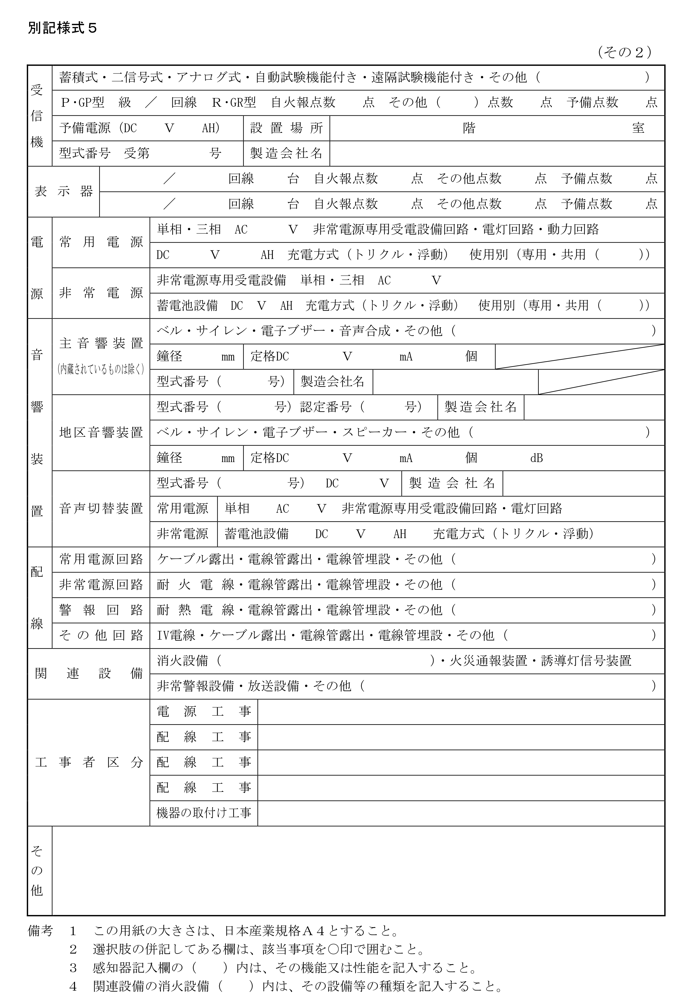 別記様式５
（その２）
受信機
蓄積式・二信号式・アナログ式・自動試験機能付き・遠隔試験機能付き・その他（　　　　　　　　）
Ｐ･GP型　級　／　回線　Ｒ･GR型　自火報点数　　点　その他（　　）点数　　点　予備点数　　点
予備電源（DC　　Ｖ　　AH）　設置場所　　　　　階　　　　　　　　室
型式番号　受第　　　　号　製造会社名
表示器
／　　　　回線　　台　自火報点数　　点　その他点数　　点　予備点数　　点
／　　　　回線　　台　自火報点数　　点　その他点数　　点　予備点数　　点
電源
常用電源
単相・三相　AC　　　Ｖ　非常電源専用受電設備回路・電灯回路・動力回路
DC　　　Ｖ　　　AH　充電方式（トリクル・浮動）　使用別（専用・共用（　　　））
非常電源
非常電源専用受電設備　単相・三相　AC　　　Ｖ
蓄電池設備　DC　Ｖ　AH　充電方式（トリクル・浮動）　使用別（専用・共用（　　　））
音響装置
主音響装置
（内蔵されているものは除く）
ベル・サイレン・電子ブザー・音声合成・その他（　　　　　　　　）
鐘径　　　mm　定格DC　　　　Ｖ　　　mA　　　　個
型式番号（　　　号）　製造会社名
地区音響装置
型式番号（　　　　号）認定番号（　　　号）　製造会社名
ベル・サイレン・電子ブザー・スピーカー・その他（　　　　　　　　）
鐘径　　　mm　定格DC　　　　Ｖ　　　mA　　　　個　　　　dB
音声切替装置
型式番号（　　　　　号）　DC　　　Ｖ　製造会社名
常用電源　単相　　AC　　Ｖ　非常電源専用受電設備回路・電灯回路
非常電源　蓄電池設備　　DC　　Ｖ　　AH　　充電方式（トリクル・浮動）
配線
常用電源回路　ケーブル露出・電線管露出・電線管埋設・その他（　　　　　　　　）
非常電源回路　耐火電線・電線管露出・電線管埋設・その他（　　　　　　　　）
警報回路　耐熱電線・電線管露出・電線管埋設・その他（　　　　　　　　）
その他回路　IV電線・ケーブル露出・電線管露出・電線管埋設・その他（　　　　　　　　）
関連設備
消火設備（　　　　　　　　　　）・火災通報装置・誘導灯信号装置
非常警報設備・放送設備・その他（　　　　　　　　）
工事者区分
電源工事
配線工事
配線工事
配線工事
機器の取付け工事
その他
備考　１　この用紙の大きさは、日本産業規格Ａ４とすること。
２　選択肢の併記してある欄は、該当事項を〇印で囲むこと。
３　感知器記入欄の（　　）内は、その機能又は性能を記入すること。
４　関連設備の消火設備（　　）内は、その設備等の種類を記入すること。